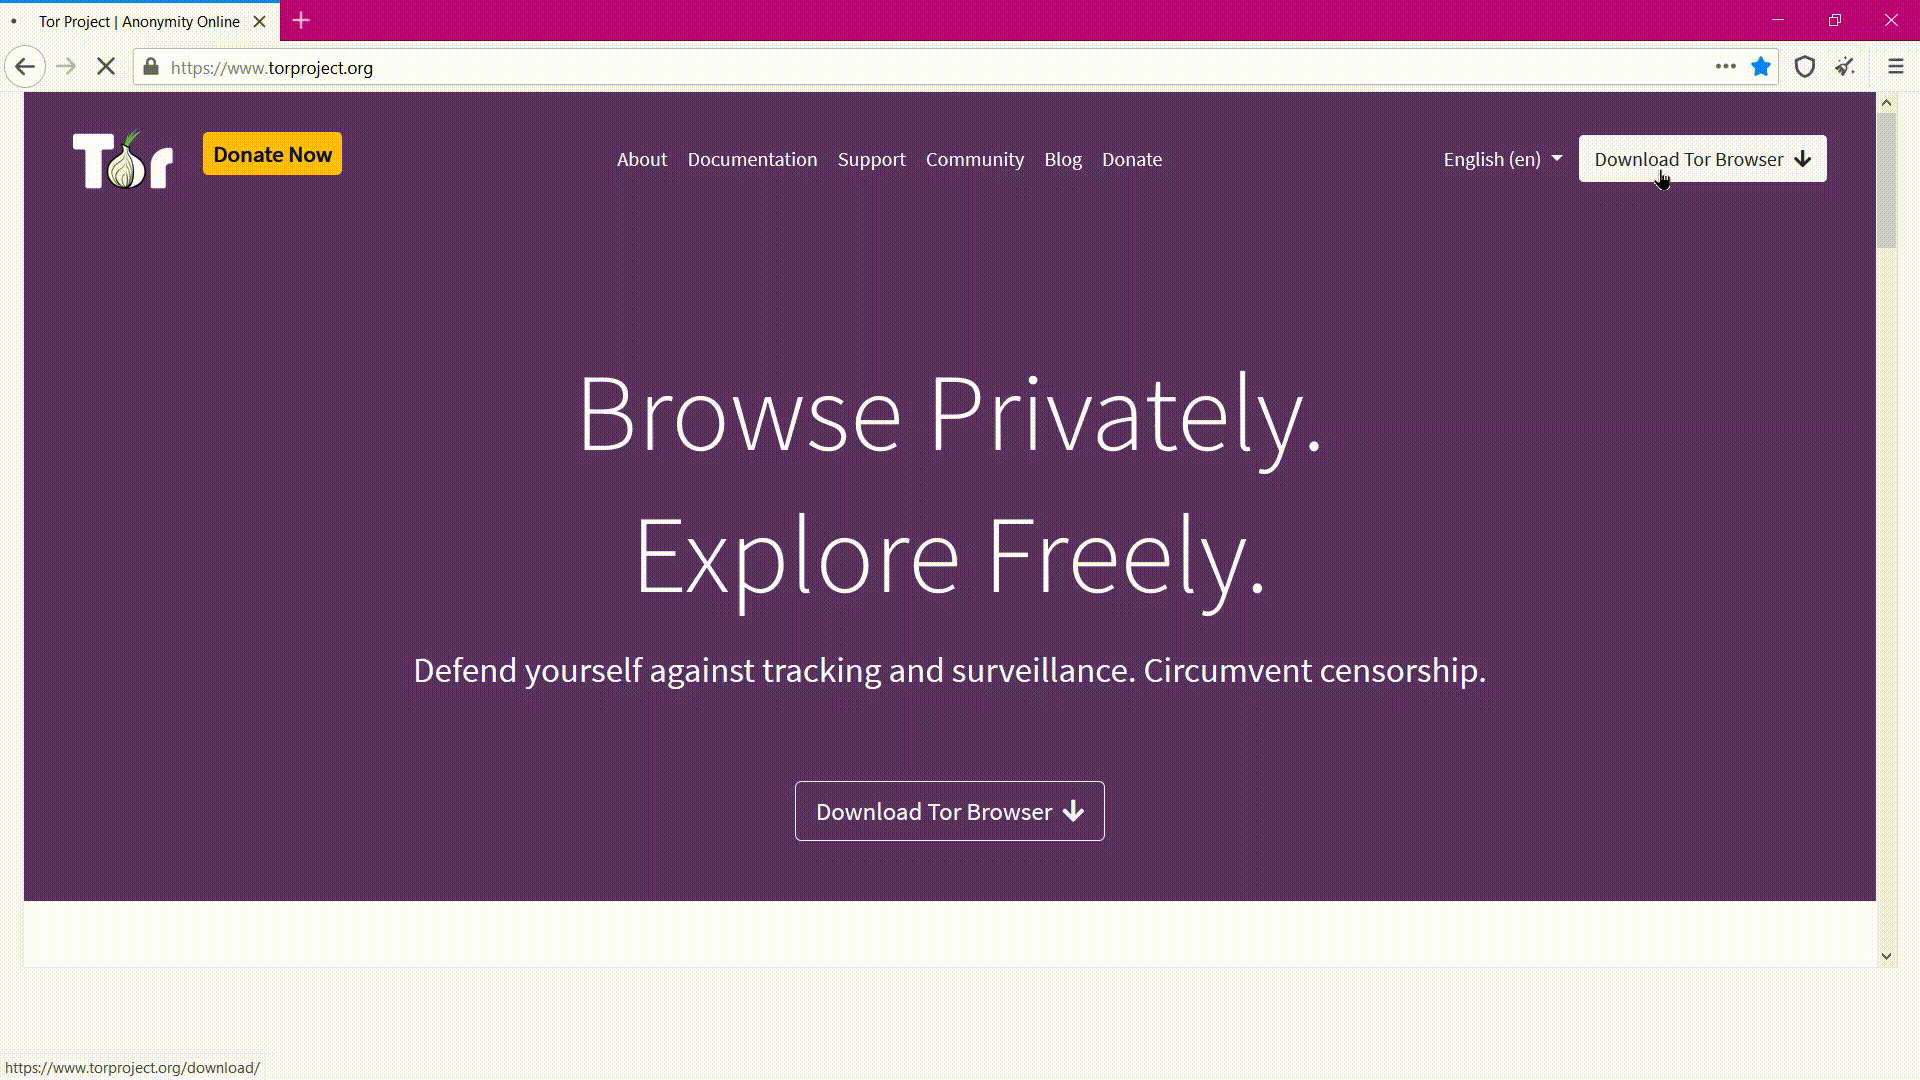 Tor Project | Anonymity Online
https://www.torproject.org
Tor
Donate Now
About
Documentation
Support
Community
Blog
Donate
English (en)
Download Tor Browser
Browse Privately.
Explore Freely.
Defend yourself against tracking and surveillance. Circumvent censorship.
Download Tor Browser
https://www.torproject.org/download/